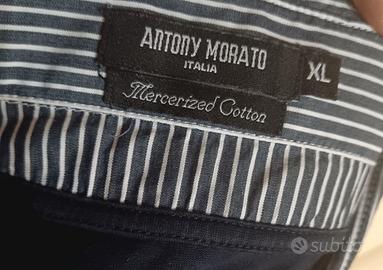 ANTONY MORATO
ITALIA
XL
Mercerized Cotton
subito